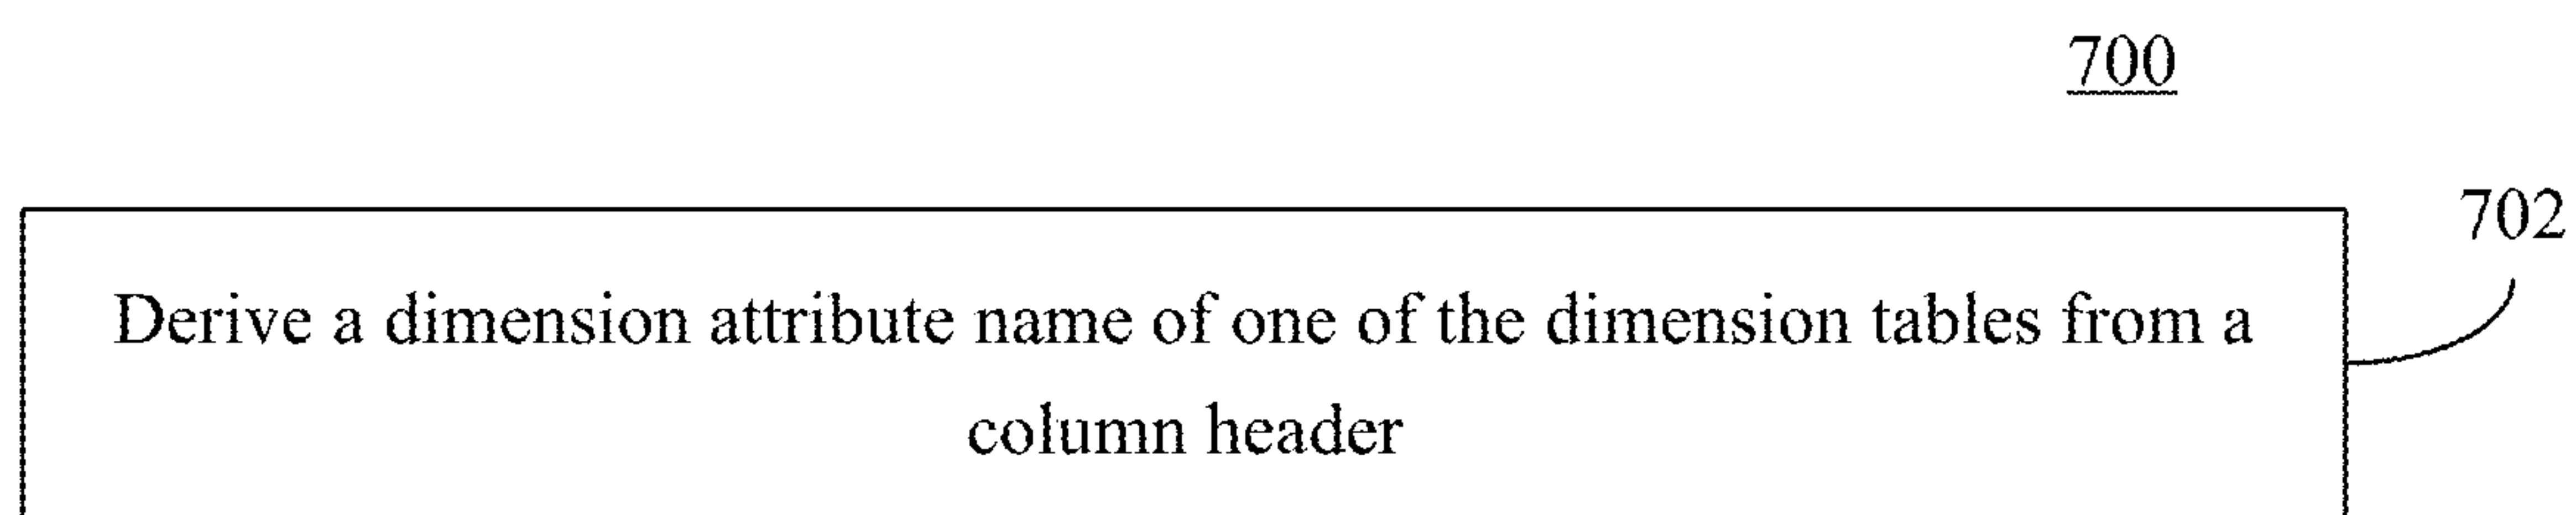 700
702
Derive a dimension attribute name of one of the dimension tables from a
column header